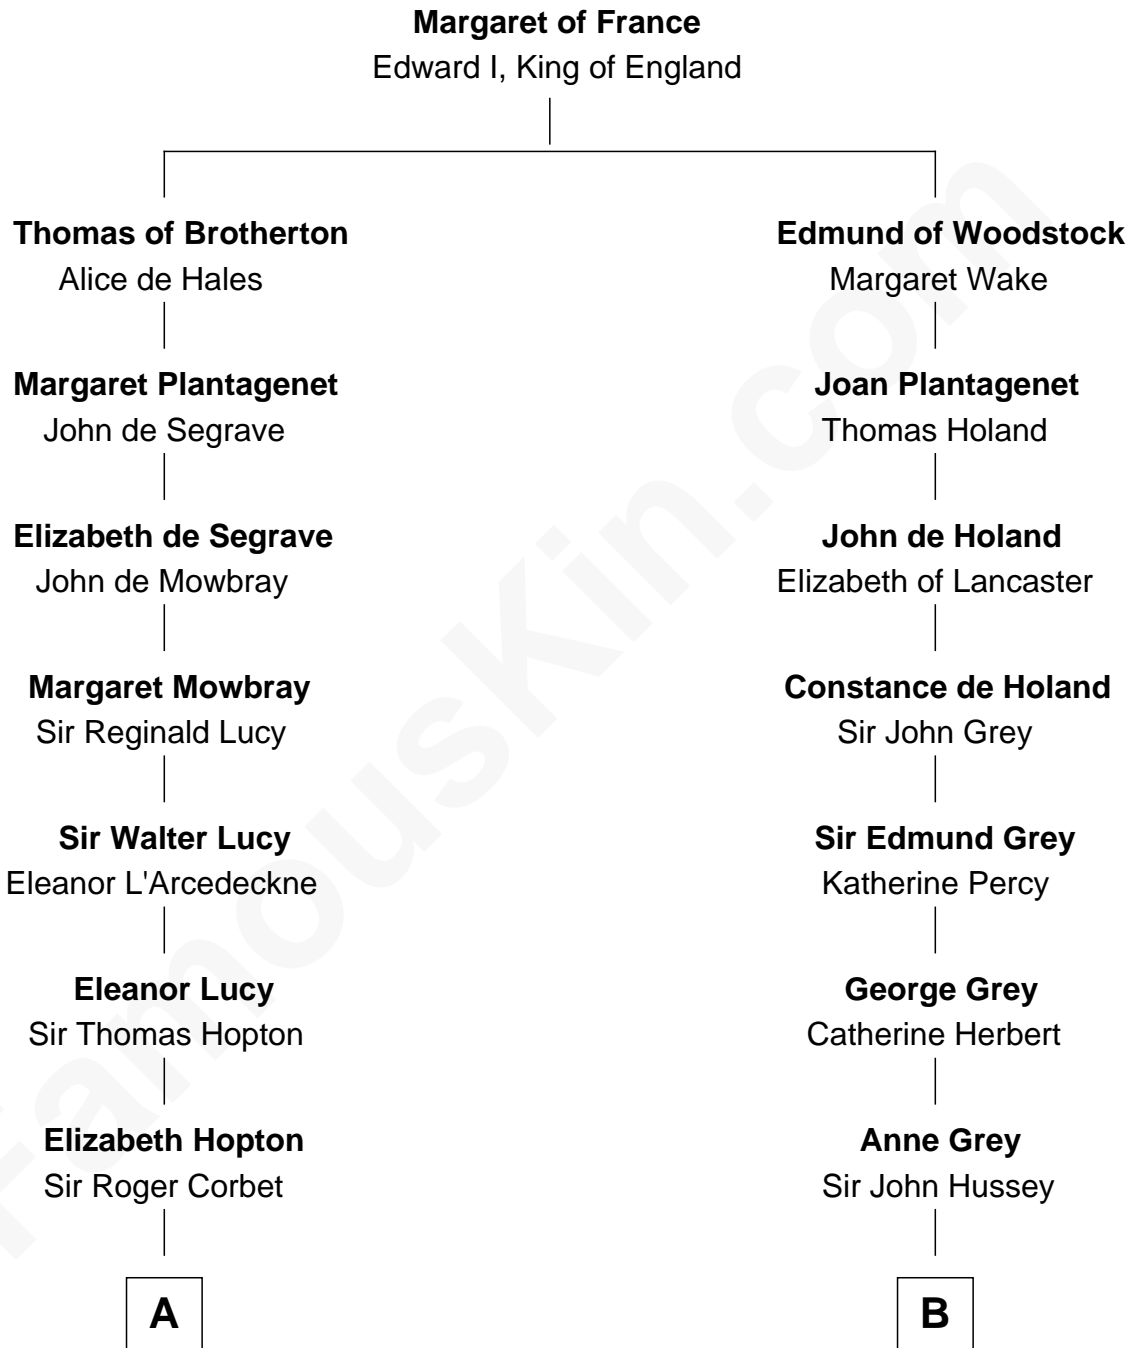 Margaret of France
Edward I, King of England
Thomas of Brotherton
Alice de Hales
Edmund of Woodstock
Margaret Wake
Margaret Plantagenet
John de Segrave
Joan Plantagenet
Thomas Holand
Elizabeth de Segrave
John de Mowbray
John de Holand
Elizabeth of Lancaster
Margaret Mowbray
Sir Reginald Lucy
Constance de Holand
Sir John Grey
Sir Walter Lucy
Eleanor L'Arcedeckne
Sir Edmund Grey
Katherine Percy
Eleanor Lucy
Sir Thomas Hopton
George Grey
Catherine Herbert
Elizabeth Hopton
Sir Roger Corbet
Anne Grey
Sir John Hussey
A
B
FamousKin.com